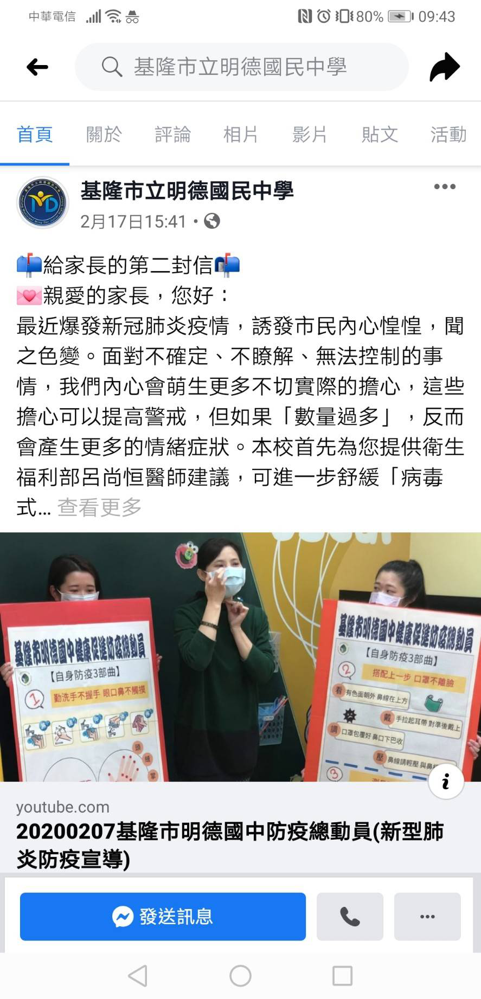 中華電信 80% 09:43
基隆市立明德國民中學
首頁 關於 評論 相片 影片 貼文 活動
基隆市立明德國民中學
2月17日15:41
給家長的第二封信
親愛的家長，您好：
最近爆發新冠肺炎疫情，誘發市民內心惶惶，聞
之色變。面對不確定、不瞭解、無法控制的事
情，我們內心會萌生更多不切實際的擔心，這些
擔心可以提高警戒，但如果「數量過多」，反而
會產生更多的情緒症狀。本校首先為您提供衛生
福利部呂尚恒醫師建議，可進一步舒緩「病毒
式... 查看更多
基隆市明德國中健康促進防疫總動員
【自身防疫3部曲】
1 勤洗手不握手 眼口鼻不觸摸
頭
縫
掌
基隆市明德國中健康促進防疫總動員
【自身防疫3部曲】
2 搭配上一步 口罩不離臉
看 有色面朝外 鼻線在上方
戴 手拉起耳帶 對準後戴上
調 口罩包覆好 鼻口下巴收
壓 鼻線請輕壓 與鼻
3
youtube.com
20200207基隆市明德國中防疫總動員(新型肺
炎防疫宣導)
發送訊息